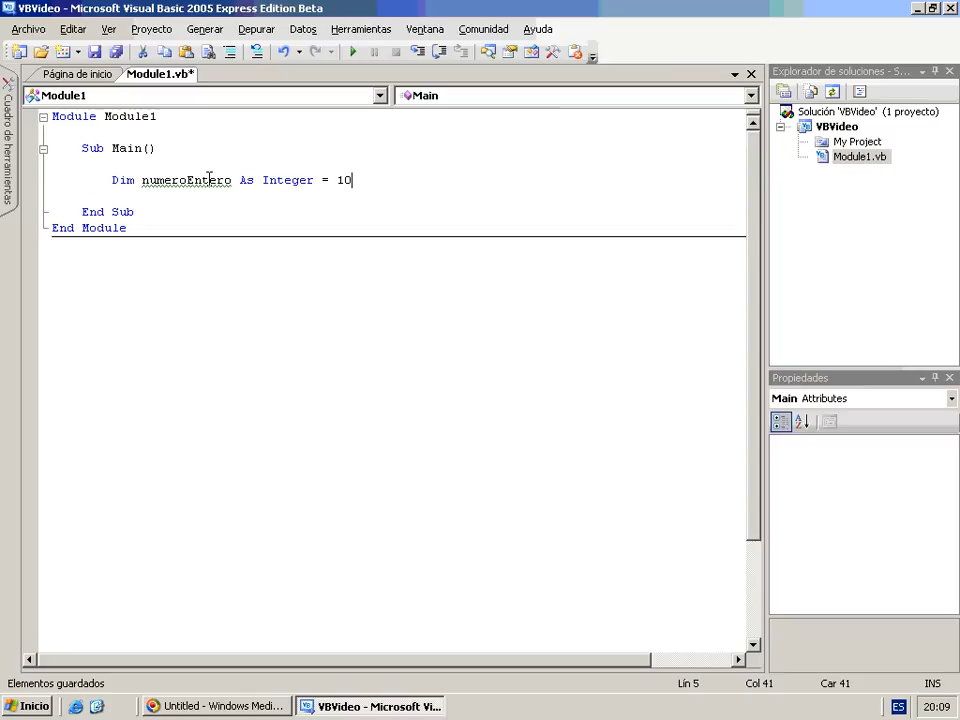 VBVideo - Microsoft Visual Basic 2005 Express Edition Beta
Archivo Editar Ver Proyecto Generar Depurar Datos Herramientas Ventana Comunidad Ayuda
Página de inicio Module1.vb*
Module1 Main
Cuadro de herramientas
Module Module1
Sub Main()
Dim numeroEntero As Integer = 10
End Sub
End Module
Explorador de soluciones - S...
Solución 'VBVideo' (1 proyecto)
VBVideo
My Project
Module1.vb
Propiedades
Main Attributes
Elementos guardados Lín 5 Col 41 Car 41 INS
Inicio Untitled - Windows Medi... VBVideo - Microsoft Vi... ES 20:09